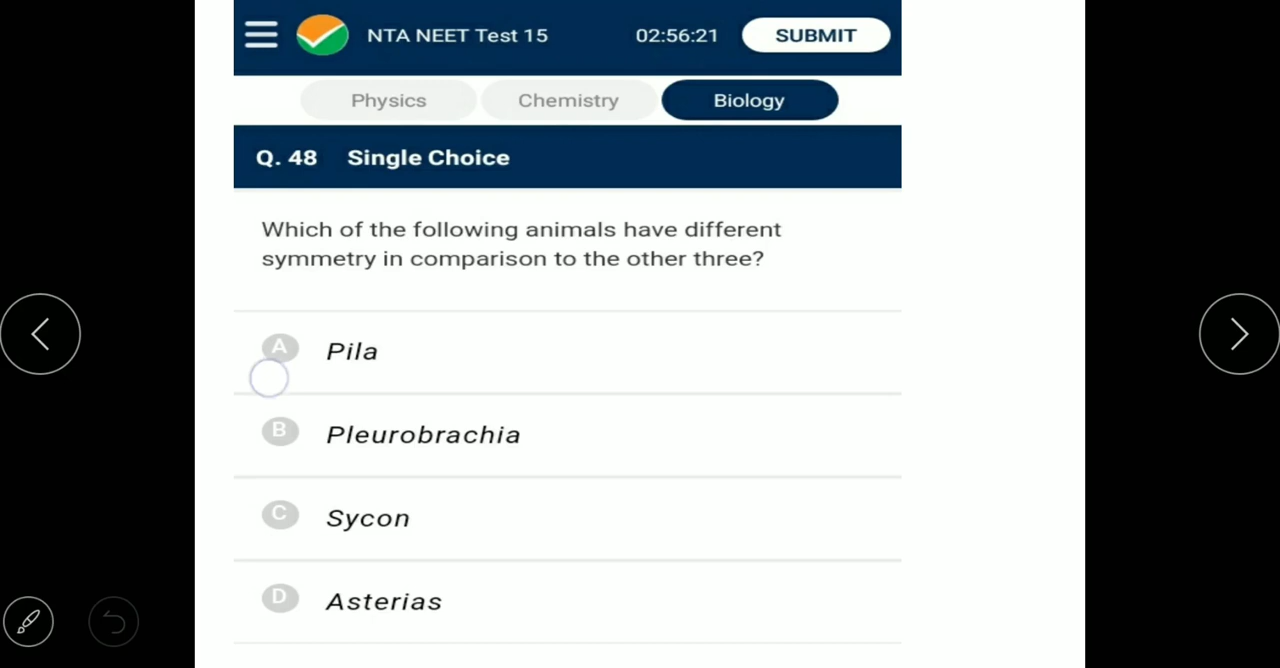 NTA NEET Test 15 02:56:21 SUBMIT
Physics Chemistry Biology
Q. 48 Single Choice
Which of the following animals have different
symmetry in comparison to the other three?
A Pila
B Pleurobrachia
C Sycon
D Asterias